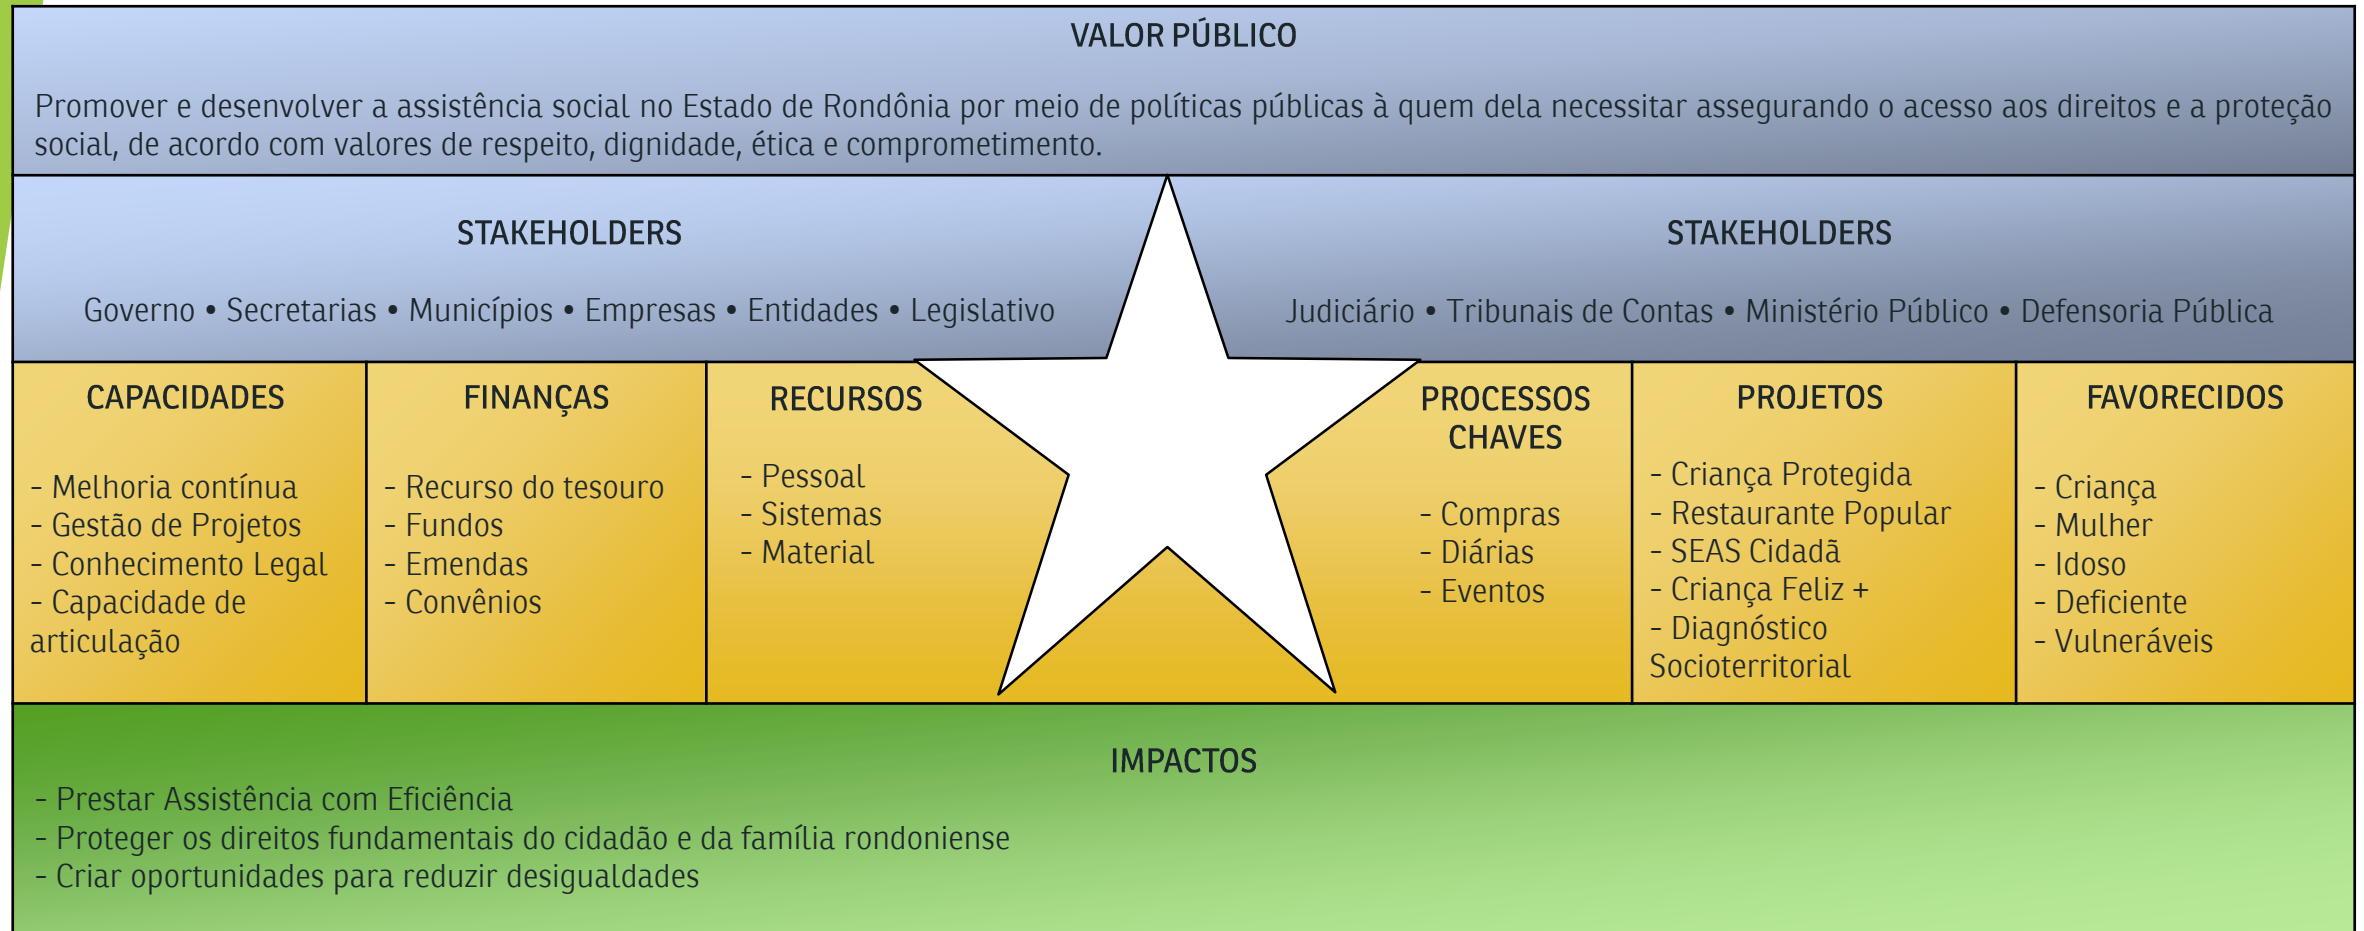 VALOR PÚBLICO
Promover e desenvolver a assistência social no Estado de Rondônia por meio de políticas públicas à quem dela necessitar assegurando o acesso aos direitos e a proteção
social, de acordo com valores de respeito, dignidade, ética e comprometimento.
STAKEHOLDERS
Governo • Secretarias • Municípios • Empresas • Entidades • Legislativo
STAKEHOLDERS
Judiciário • Tribunais de Contas • Ministério Público • Defensoria Pública
CAPACIDADES
- Melhoria contínua
- Gestão de Projetos
- Conhecimento Legal
- Capacidade de
articulação
FINANÇAS
- Recurso do tesouro
- Fundos
- Emendas
- Convênios
RECURSOS
- Pessoal
- Sistemas
- Material
PROCESSOS
CHAVES
- Compras
- Diárias
- Eventos
PROJETOS
- Criança Protegida
- Restaurante Popular
- SEAS Cidadã
- Criança Feliz +
- Diagnóstico
Socioterritorial
FAVORECIDOS
- Criança
- Mulher
- Idoso
- Deficiente
- Vulneráveis
IMPACTOS
- Prestar Assistência com Eficiência
- Proteger os direitos fundamentais do cidadão e da família rondoniense
- Criar oportunidades para reduzir desigualdades